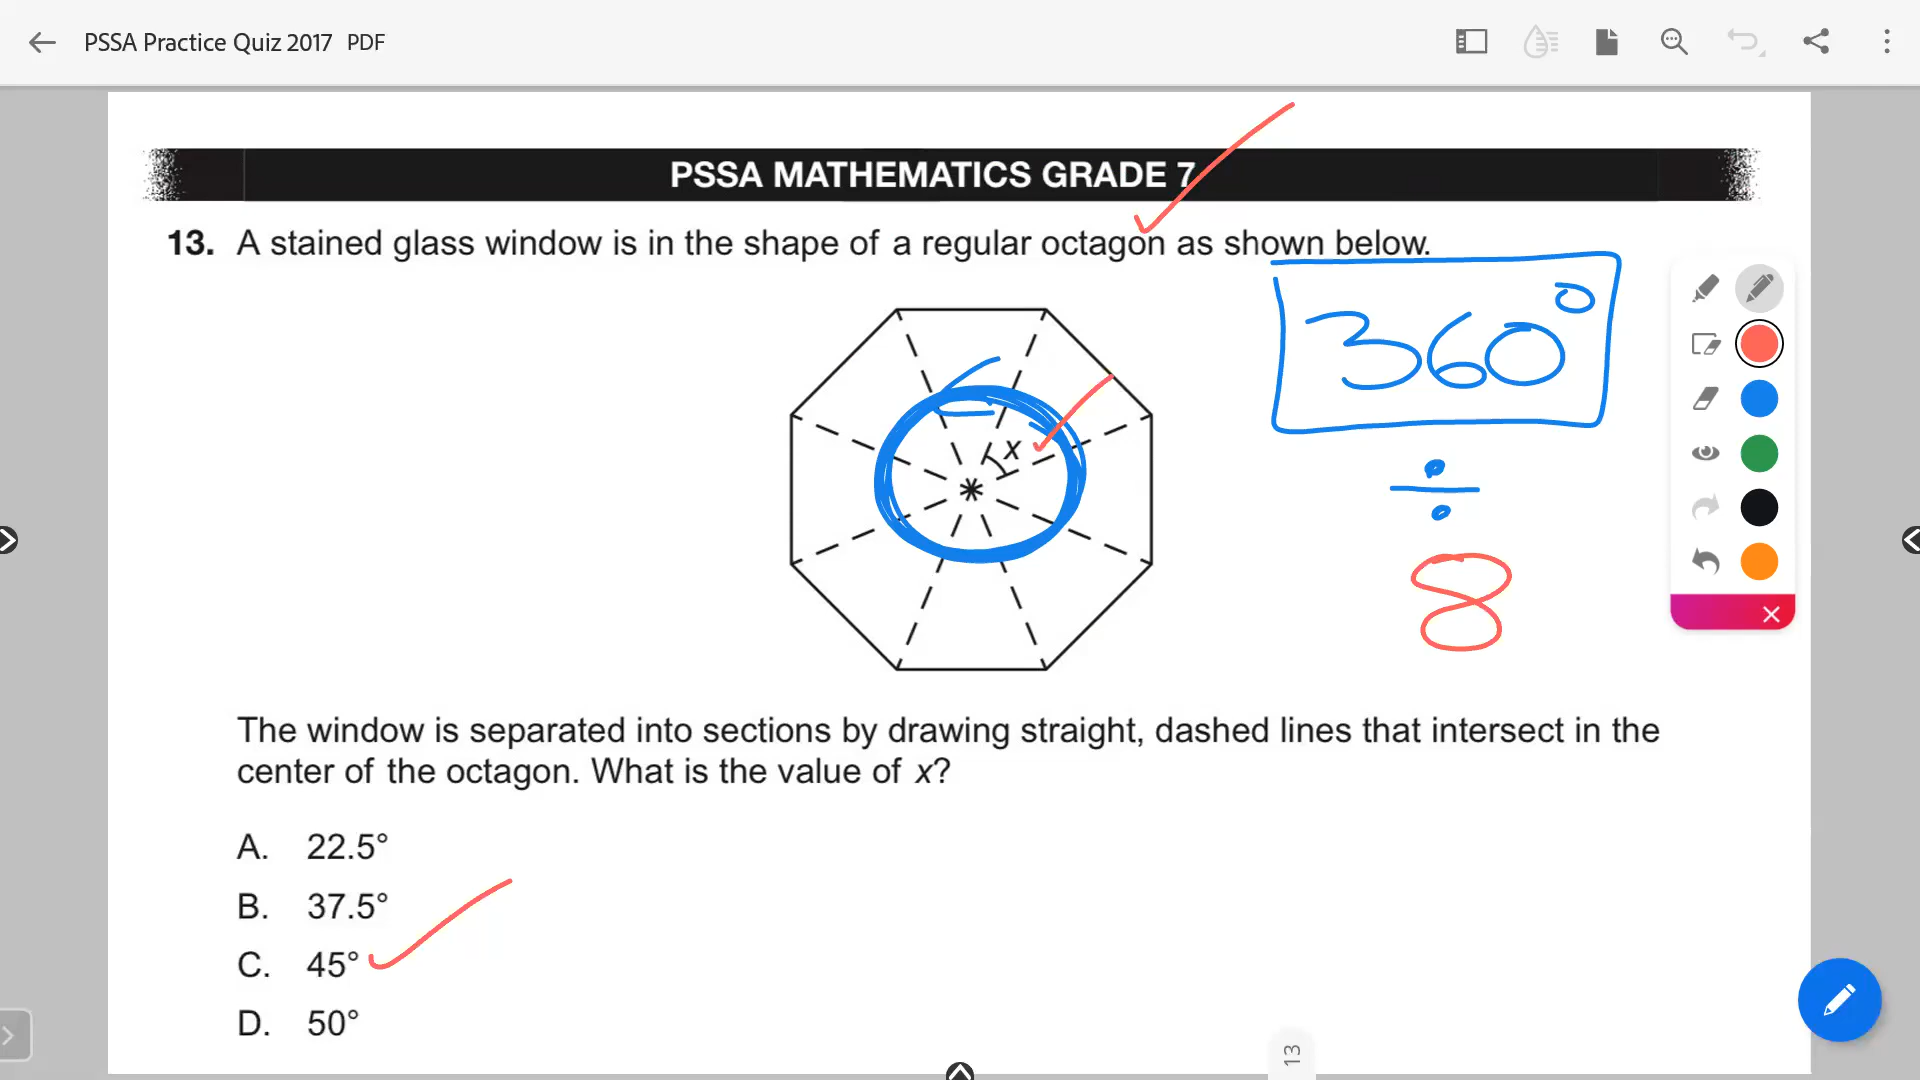 PSSA Practice Quiz 2017 PDF
PSSA MATHEMATICS GRADE 7
13. A stained glass window is in the shape of a regular octagon as shown below.
360°
x
÷
8
The window is separated into sections by drawing straight, dashed lines that intersect in the
center of the octagon. What is the value of x?
A. 22.5°
B. 37.5°
C. 45°
D. 50°
13